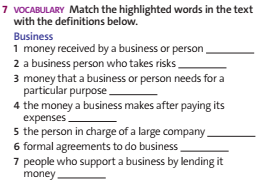 7 VOCABULARY Match the highlighted words in the text
with the definitions below.
Business
1 money received by a business or person ________
2 a business person who takes risks ________
3 money that a business or person needs for a
particular purpose ________
4 the money a business makes after paying its
expenses ________
5 the person in charge of a large company ________
6 formal agreements to do business ________
7 people who support a business by lending it
money ________